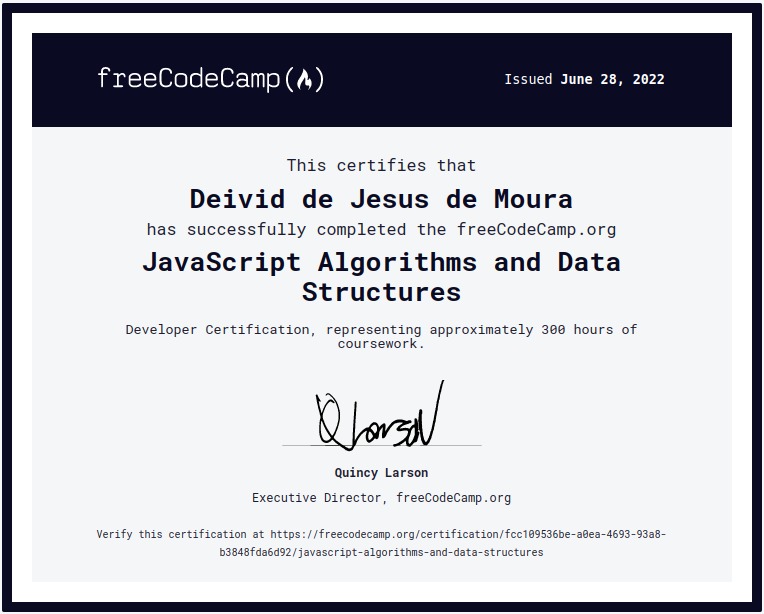 freeCodeCamp(🔥)
Issued June 28, 2022
This certifies that
Deivid de Jesus de Moura
has successfully completed the freeCodeCamp.org
JavaScript Algorithms and Data
Structures
Developer Certification, representing approximately 300 hours of
coursework.
Q Larson
Quincy Larson
Executive Director, freeCodeCamp.org
Verify this certification at https://freecodecamp.org/certification/fcc109536be-a0ea-4693-93a8-
b3848fda6d92/javascript-algorithms-and-data-structures